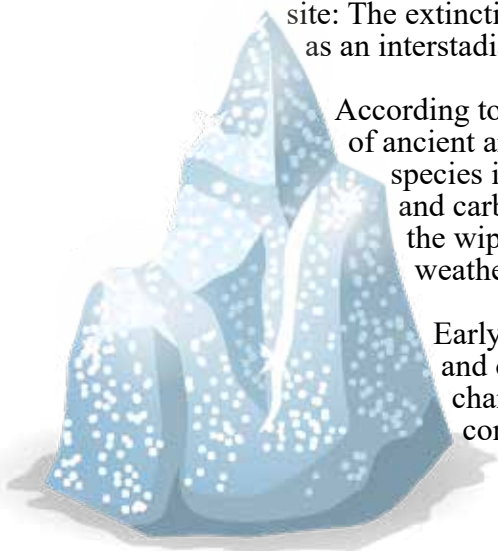 site: The extincti
as an interstadi
According to
of ancient a
species i
and carb
the wip
weathe
Early
and
cha
co